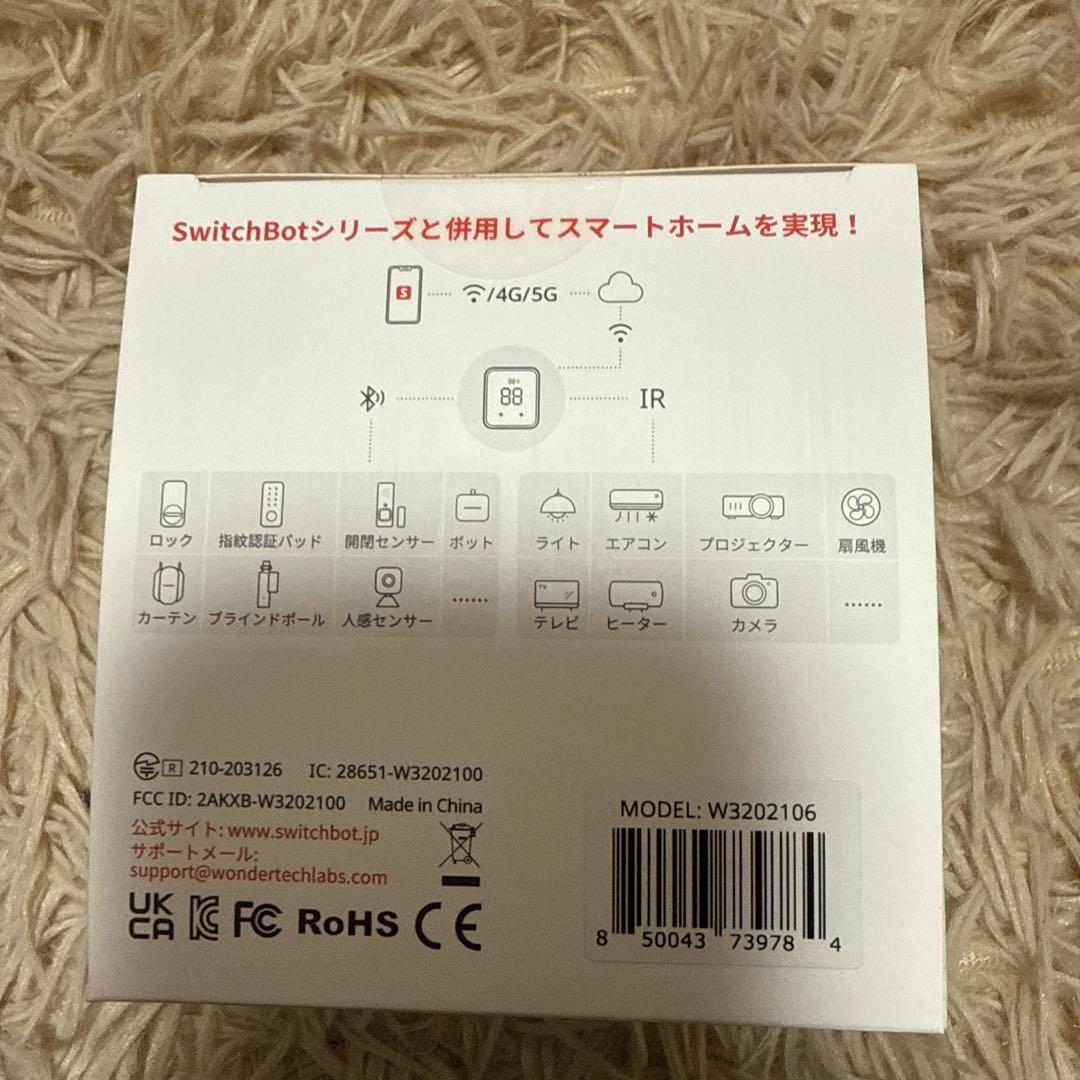 SwitchBotシリーズと併用してスマートホームを実現！
S
/4G/5G
88
IR
ロック 指紋認証パッド 開閉センサー ボット
カーテン ブラインドポール 人感センサー ……
ライト エアコン プロジェクター 扇風機
TV
テレビ ヒーター カメラ ……
R 210-203126 IC: 28651-W3202100
FCC ID: 2AKXB-W3202100 Made in China
公式サイト: www.switchbot.jp
サポートメール:
support@wondertechlabs.com
UK CA FC RoHS CE
MODEL: W3202106
8 50043 73978 4